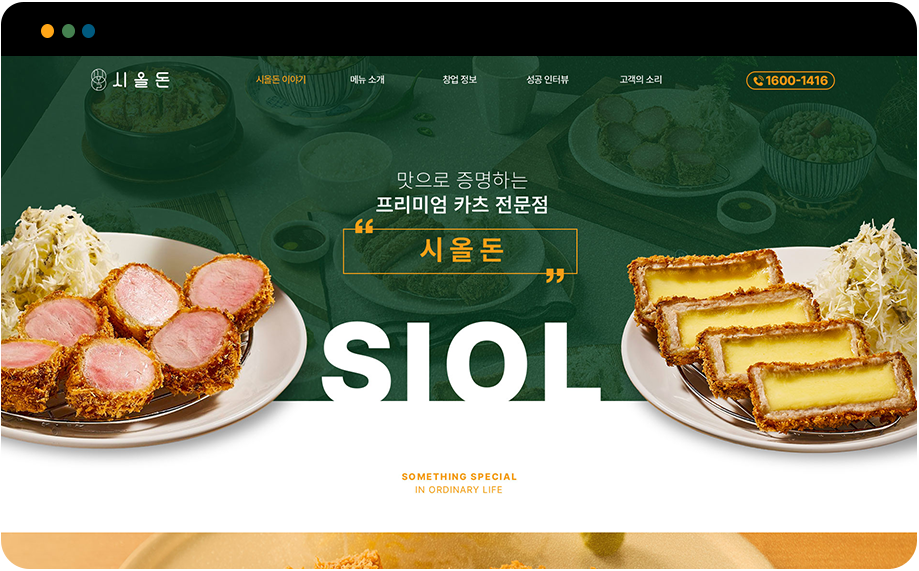 시올돈
시올돈 이야기
메뉴 소개
창업 정보
성공 인터뷰
고객의 소리
1600-1416
맛으로 증명하는
프리미엄 카츠 전문점
“시올돈”
SIOL
SOMETHING SPECIAL
IN ORDINARY LIFE